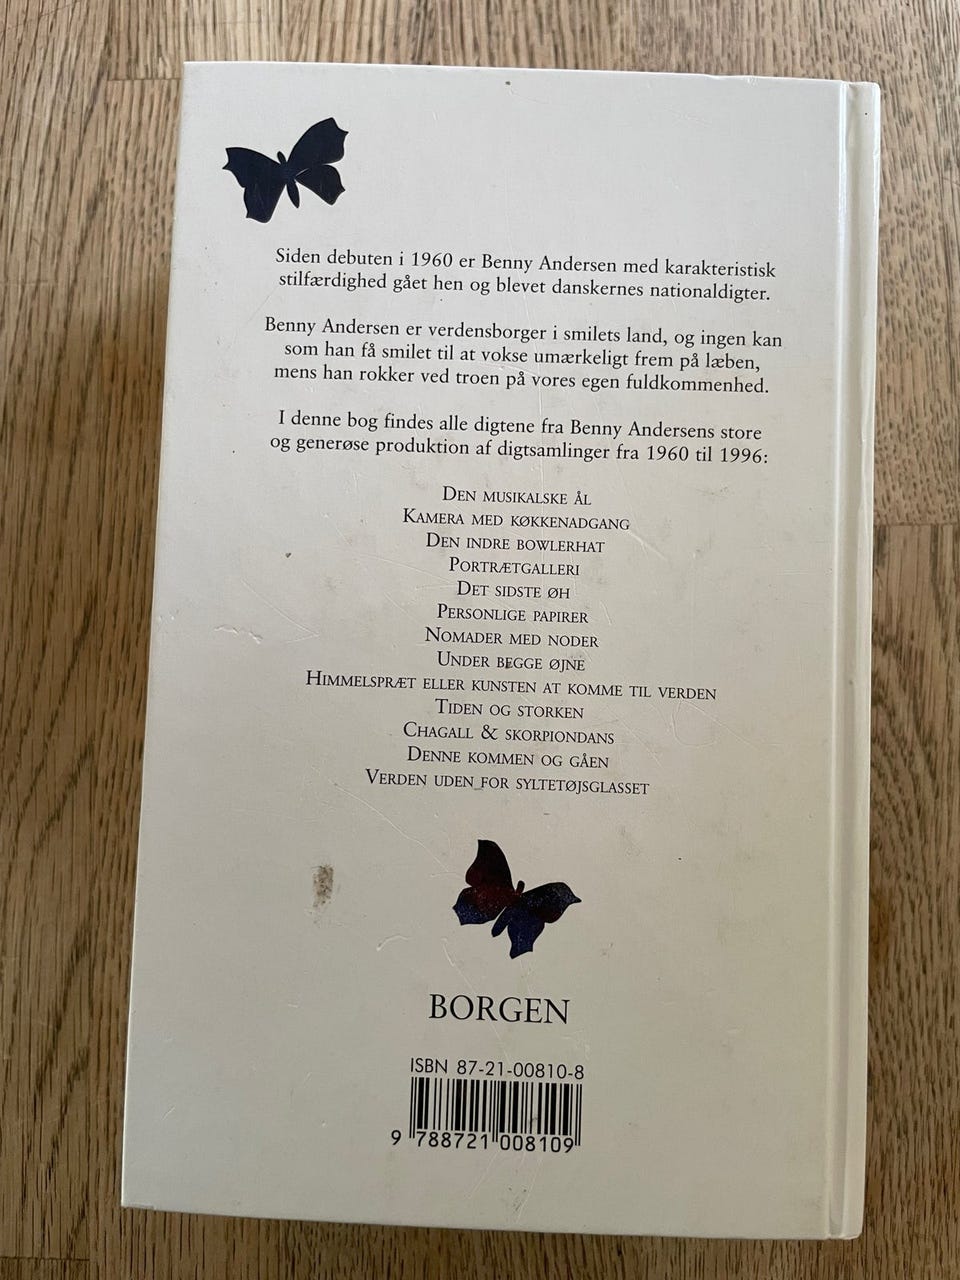 Siden debuten i 1960 er Benny Andersen med karakteristisk
stilfærdighed gået hen og blevet danskernes nationaldigter.
Benny Andersen er verdensborger i smilets land, og ingen kan
som han få smilet til at vokse umærkeligt frem på læben,
mens han rokker ved troen på vores egen fuldkommenhed.
I denne bog findes alle digtene fra Benny Andersens store
og generøse produktion af digtsamlinger fra 1960 til 1996:
DEN MUSIKALSKE ÅL
KAMERA MED KØKKENADGANG
DEN INDRE BOWLERHAT
PORTRÆTGALLERI
DET SIDSTE ØH
PERSONLIGE PAPIRER
NOMADER MED NODER
UNDER BEGGE ØJNE
HIMMELSPRÆT ELLER KUNSTEN AT KOMME TIL VERDEN
TIDEN OG STORKEN
CHAGALL & SKORPIONDANS
DENNE KOMMEN OG GÅEN
VERDEN UDEN FOR SYLTETØJSGLASSET
BORGEN
ISBN 87-21-00810-8
9 788721 008109